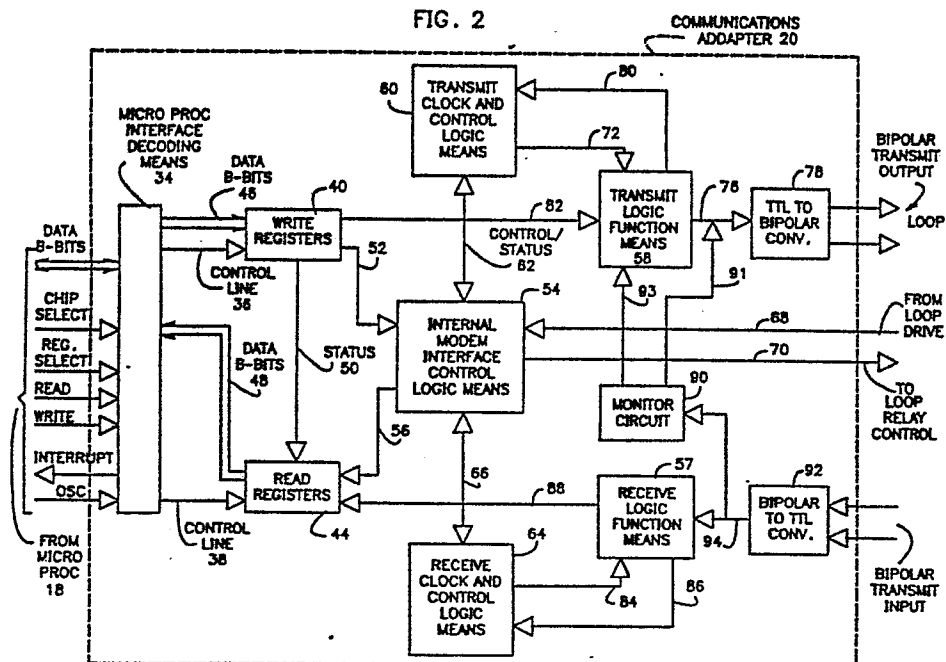 FIG. 2
COMMUNICATIONS
ADDAPTER 20
MICRO PROC
INTERFACE
DECODING
MEANS
34
DATA
B-BITS
CHIP
SELECT
REG.
SELECT
READ
WRITE
INTERRUPT
OSC
FROM
MICRO
PROC
18
DATA
B-BITS
46
40
WRITE
REGISTERS
CONTROL
LINE
36
52
DATA
B-BITS
48
STATUS
50
READ
REGISTERS
44
CONTROL
LINE
38
56
60
TRANSMIT
CLOCK AND
CONTROL
LOGIC
MEANS
80
72
82
CONTROL/
STATUS
62
TRANSMIT
LOGIC
FUNCTION
MEANS
58
76
78
TTL TO
BIPOLAR
CONV.
BIPOLAR
TRANSMIT
OUTPUT
LOOP
91
93
54
INTERNAL
MODEM
INTERFACE
CONTROL
LOGIC MEANS
68
FROM
LOOP
DRIVE
70
TO LOOP
RELAY
CONTROL
90
MONITOR
CIRCUIT
66
88
57
RECEIVE
LOGIC
FUNCTION
MEANS
94
92
BIPOLAR
TO TTL
CONV.
BIPOLAR
TRANSMIT
INPUT
64
RECEIVE
CLOCK AND
CONTROL
LOGIC
MEANS
84
86